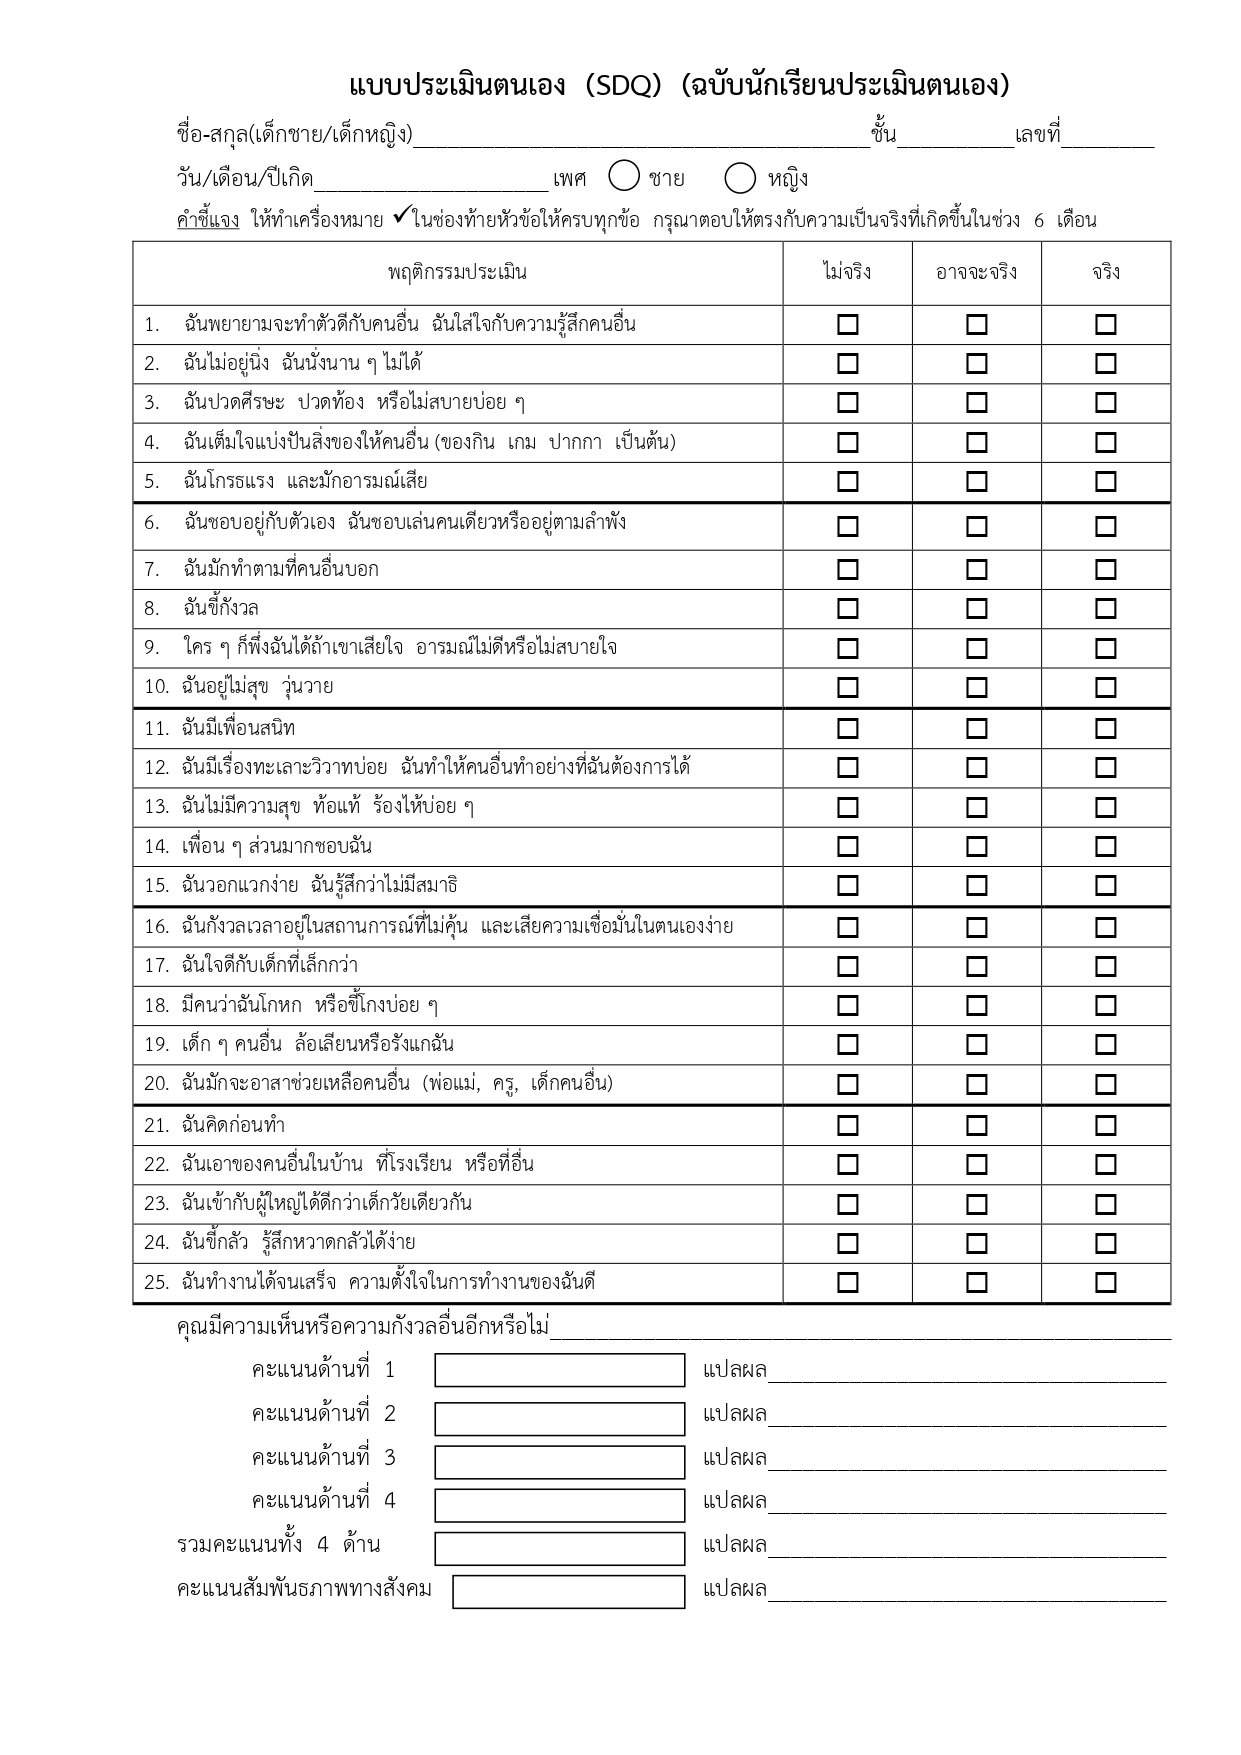 แบบประเมินตนเอง (SDQ) (ฉบับนักเรียนประเมินตนเอง)
ชื่อ-สกุล(เด็กชาย/เด็กหญิง)_______________________________________ชั้น__________เลขที่________
วัน/เดือน/ปีเกิด____________________ เพศ ชาย หญิง
คำชี้แจง ให้ทำเครื่องหมาย ✓ในช่องท้ายหัวข้อให้ครบทุกข้อ กรุณาตอบให้ตรงกับความเป็นจริงที่เกิดขึ้นในช่วง 6 เดือน
พฤติกรรมประเมิน ไม่จริง อาจจะจริง จริง
1. ฉันพยายามจะทำตัวดีกับคนอื่น ฉันใส่ใจกับความรู้สึกคนอื่น
2. ฉันไม่อยู่นิ่ง ฉันนั่งนาน ๆ ไม่ได้
3. ฉันปวดศีรษะ ปวดท้อง หรือไม่สบายบ่อย ๆ
4. ฉันเต็มใจแบ่งปันสิ่งของให้คนอื่น (ของกิน เกม ปากกา เป็นต้น)
5. ฉันโกรธแรง และมักอารมณ์เสีย
6. ฉันชอบอยู่กับตัวเอง ฉันชอบเล่นคนเดียวหรืออยู่ตามลำพัง
7. ฉันมักทำตามที่คนอื่นบอก
8. ฉันขี้กังวล
9. ใคร ๆ ก็พึ่งฉันได้ถ้าเขาเสียใจ อารมณ์ไม่ดีหรือไม่สบายใจ
10. ฉันอยู่ไม่สุข วุ่นวาย
11. ฉันมีเพื่อนสนิท
12. ฉันมีเรื่องทะเลาะวิวาทบ่อย ฉันทำให้คนอื่นทำอย่างที่ฉันต้องการได้
13. ฉันไม่มีความสุข ท้อแท้ ร้องไห้บ่อย ๆ
14. เพื่อน ๆ ส่วนมากชอบฉัน
15. ฉันวอกแวกง่าย ฉันรู้สึกว่าไม่มีสมาธิ
16. ฉันกังวลเวลาอยู่ในสถานการณ์ที่ไม่คุ้น และเสียความเชื่อมั่นในตนเองง่าย
17. ฉันใจดีกับเด็กที่เล็กกว่า
18. มีคนว่าฉันโกหก หรือขี้โกงบ่อย ๆ
19. เด็ก ๆ คนอื่น ล้อเลียนหรือรังแกฉัน
20. ฉันมักจะอาสาช่วยเหลือคนอื่น (พ่อแม่, ครู, เด็กคนอื่น)
21. ฉันคิดก่อนทำ
22. ฉันเอาของคนอื่นในบ้าน ที่โรงเรียน หรือที่อื่น
23. ฉันเข้ากับผู้ใหญ่ได้ดีกว่าเด็กวัยเดียวกัน
24. ฉันขี้กลัว รู้สึกหวาดกลัวได้ง่าย
25. ฉันทำงานได้จนเสร็จ ความตั้งใจในการทำงานของฉันดี
คุณมีความเห็นหรือความกังวลอื่นอีกหรือไม่_____________________________________________________
คะแนนด้านที่ 1 แปลผล__________________________________
คะแนนด้านที่ 2 แปลผล__________________________________
คะแนนด้านที่ 3 แปลผล__________________________________
คะแนนด้านที่ 4 แปลผล__________________________________
รวมคะแนนทั้ง 4 ด้าน แปลผล__________________________________
คะแนนสัมพันธภาพทางสังคม แปลผล__________________________________